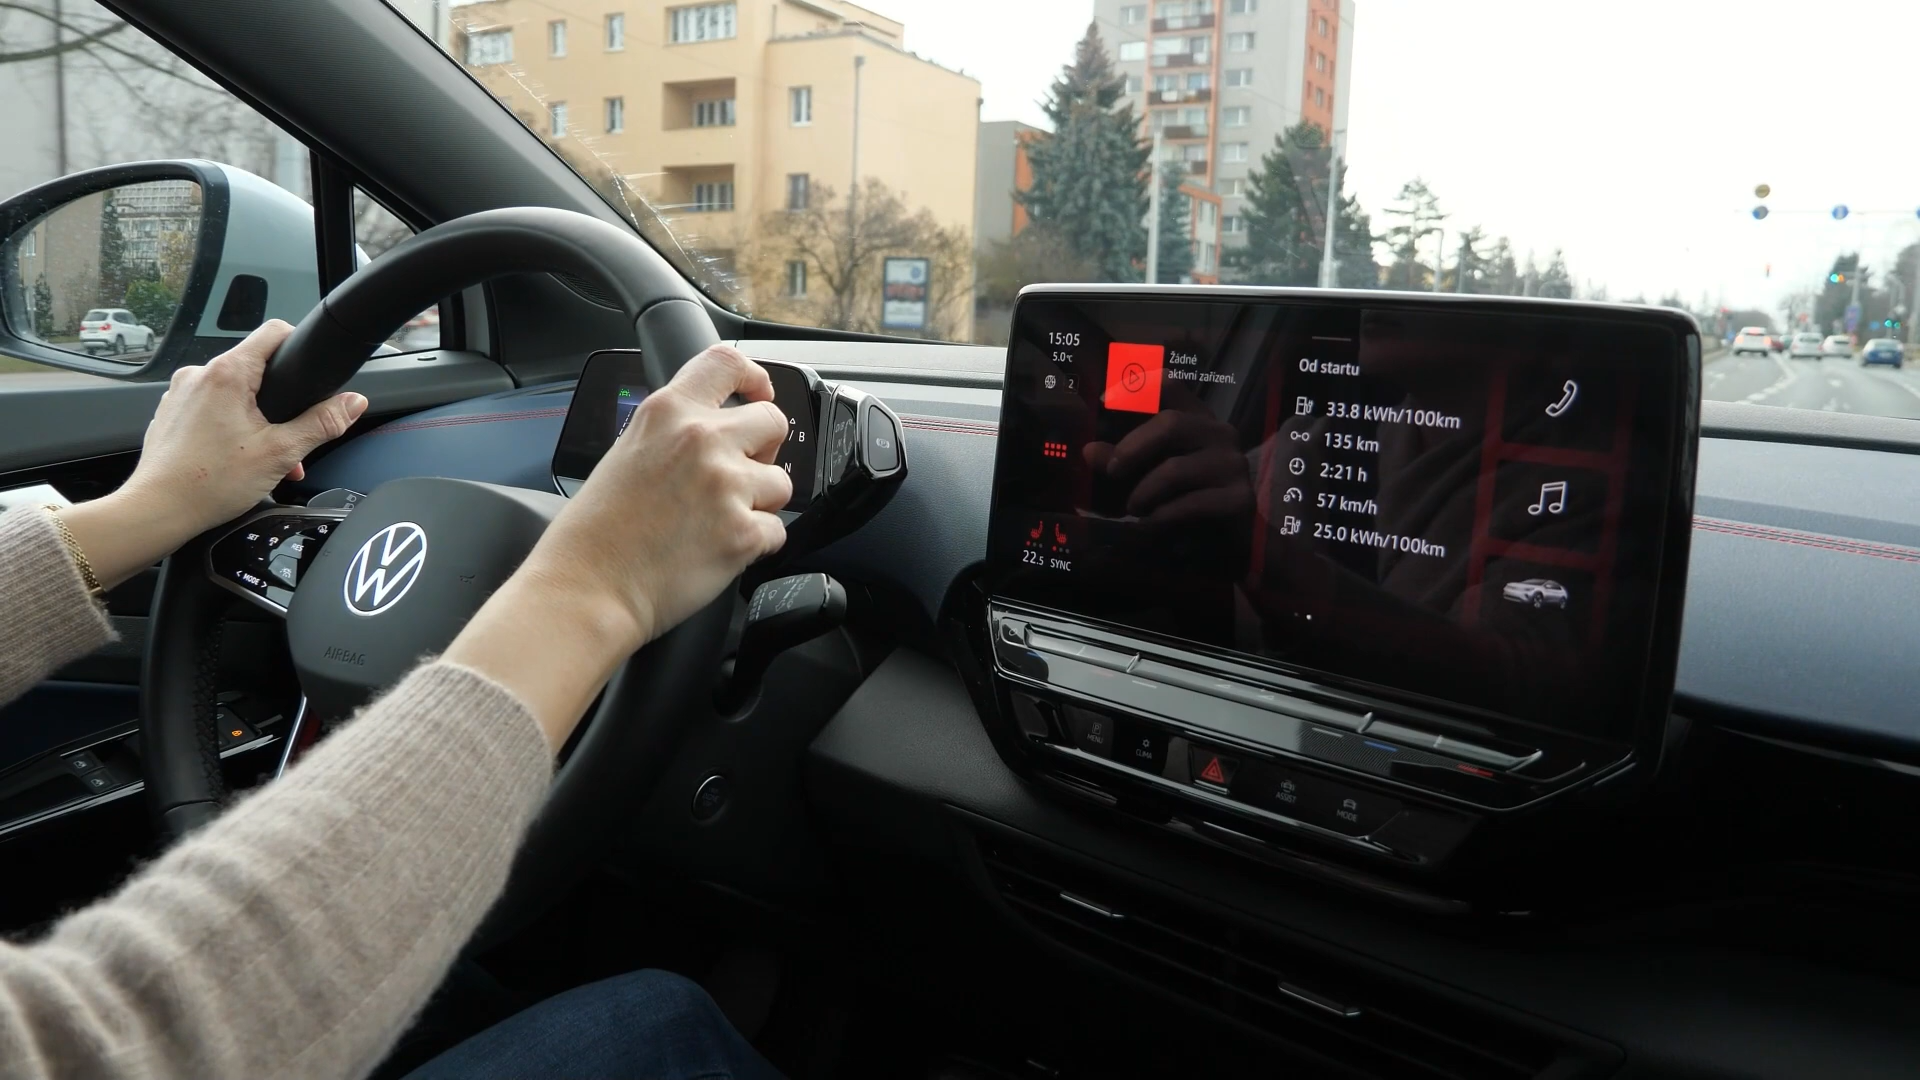 15:05
5.0°C
2
Žádné
aktivní zařízení.
Od startu
33.8 kWh/100km
135 km
2:21 h
57 km/h
25.0 kWh/100km
22.5 SYNC
/ B
N
SET
RES
< MODE >
AIRBAG
MENU
CLIMA
ASSIST
MODE